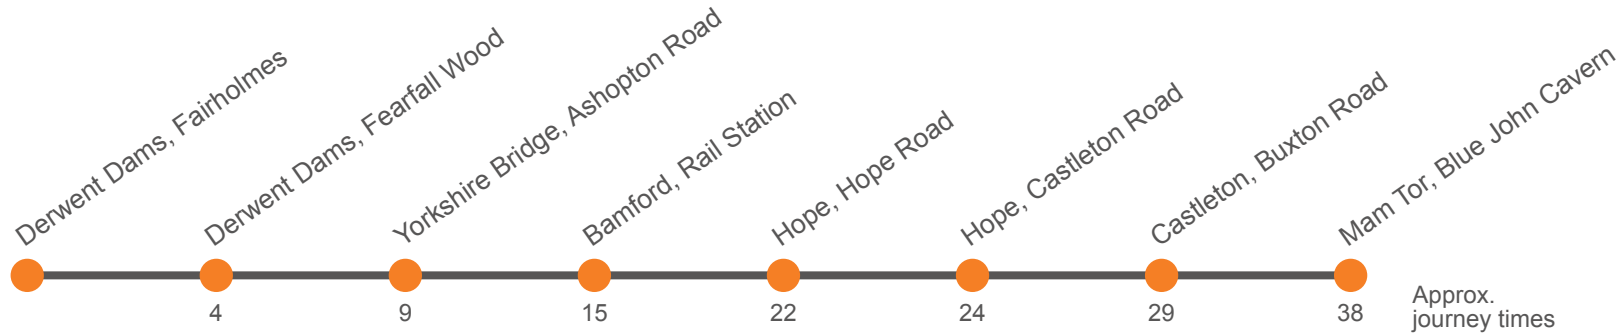 Derwent Dams, Fairholmes
Derwent Dams, Fearfall Wood
Yorkshire Bridge, Ashopton Road
Bamford, Rail Station
Hope, Hope Road
Hope, Castleton Road
Castleton, Buxton Road
Mam Tor, Blue John Cavern
4
9
15
22
24
29
38
Approx.
journey times